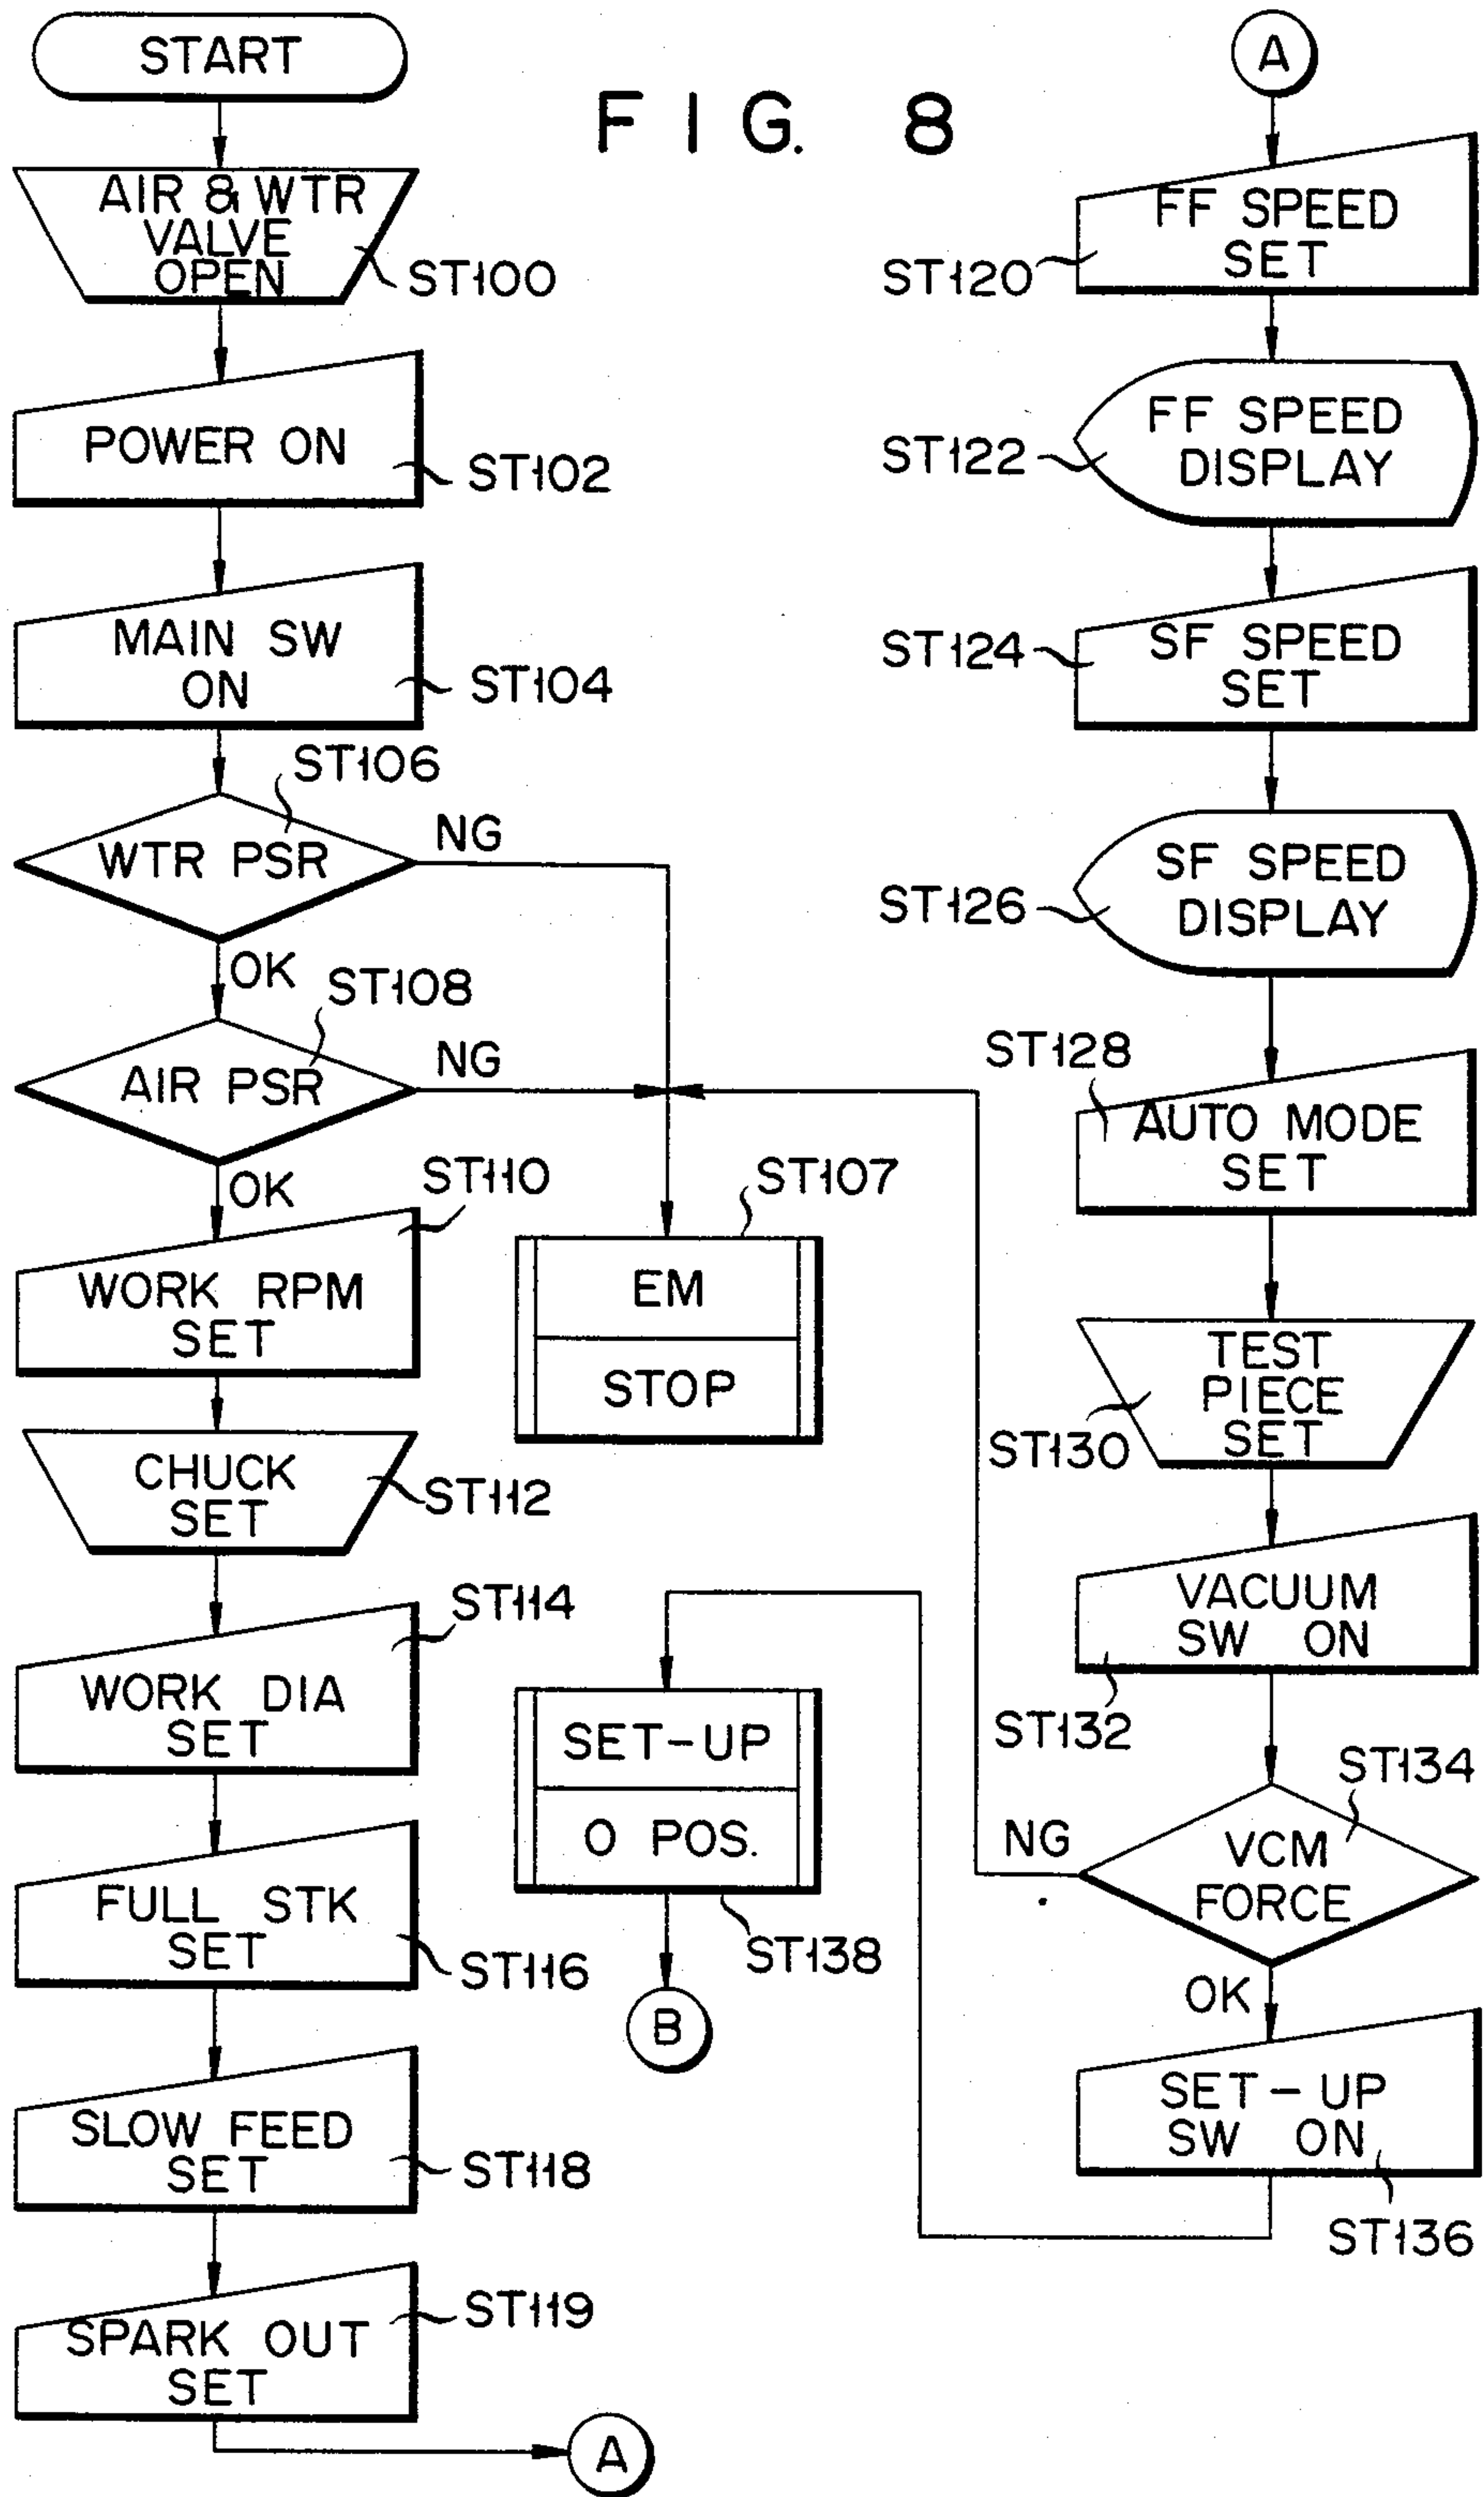 START
FIG. 8
AIR & WTR
VALVE
OPEN
ST100
POWER ON
ST102
MAIN SW
ON
ST104
ST106
WTR PSR
NG
OK
ST108
AIR PSR
NG
OK
ST110
WORK RPM
SET
CHUCK
SET
ST112
ST114
WORK DIA
SET
FULL STK
SET
ST116
SLOW FEED
SET
ST118
ST119
SPARK OUT
SET
A
ST107
EM
STOP
SET-UP
O POS.
ST138
B
A
FF SPEED
SET
ST120
FF SPEED
DISPLAY
ST122
SF SPEED
SET
ST124
SF SPEED
DISPLAY
ST126
ST128
AUTO MODE
SET
TEST
PIECE
SET
ST130
VACUUM
SW ON
ST132
ST134
VCM
FORCE
NG
OK
SET-UP
SW ON
ST136